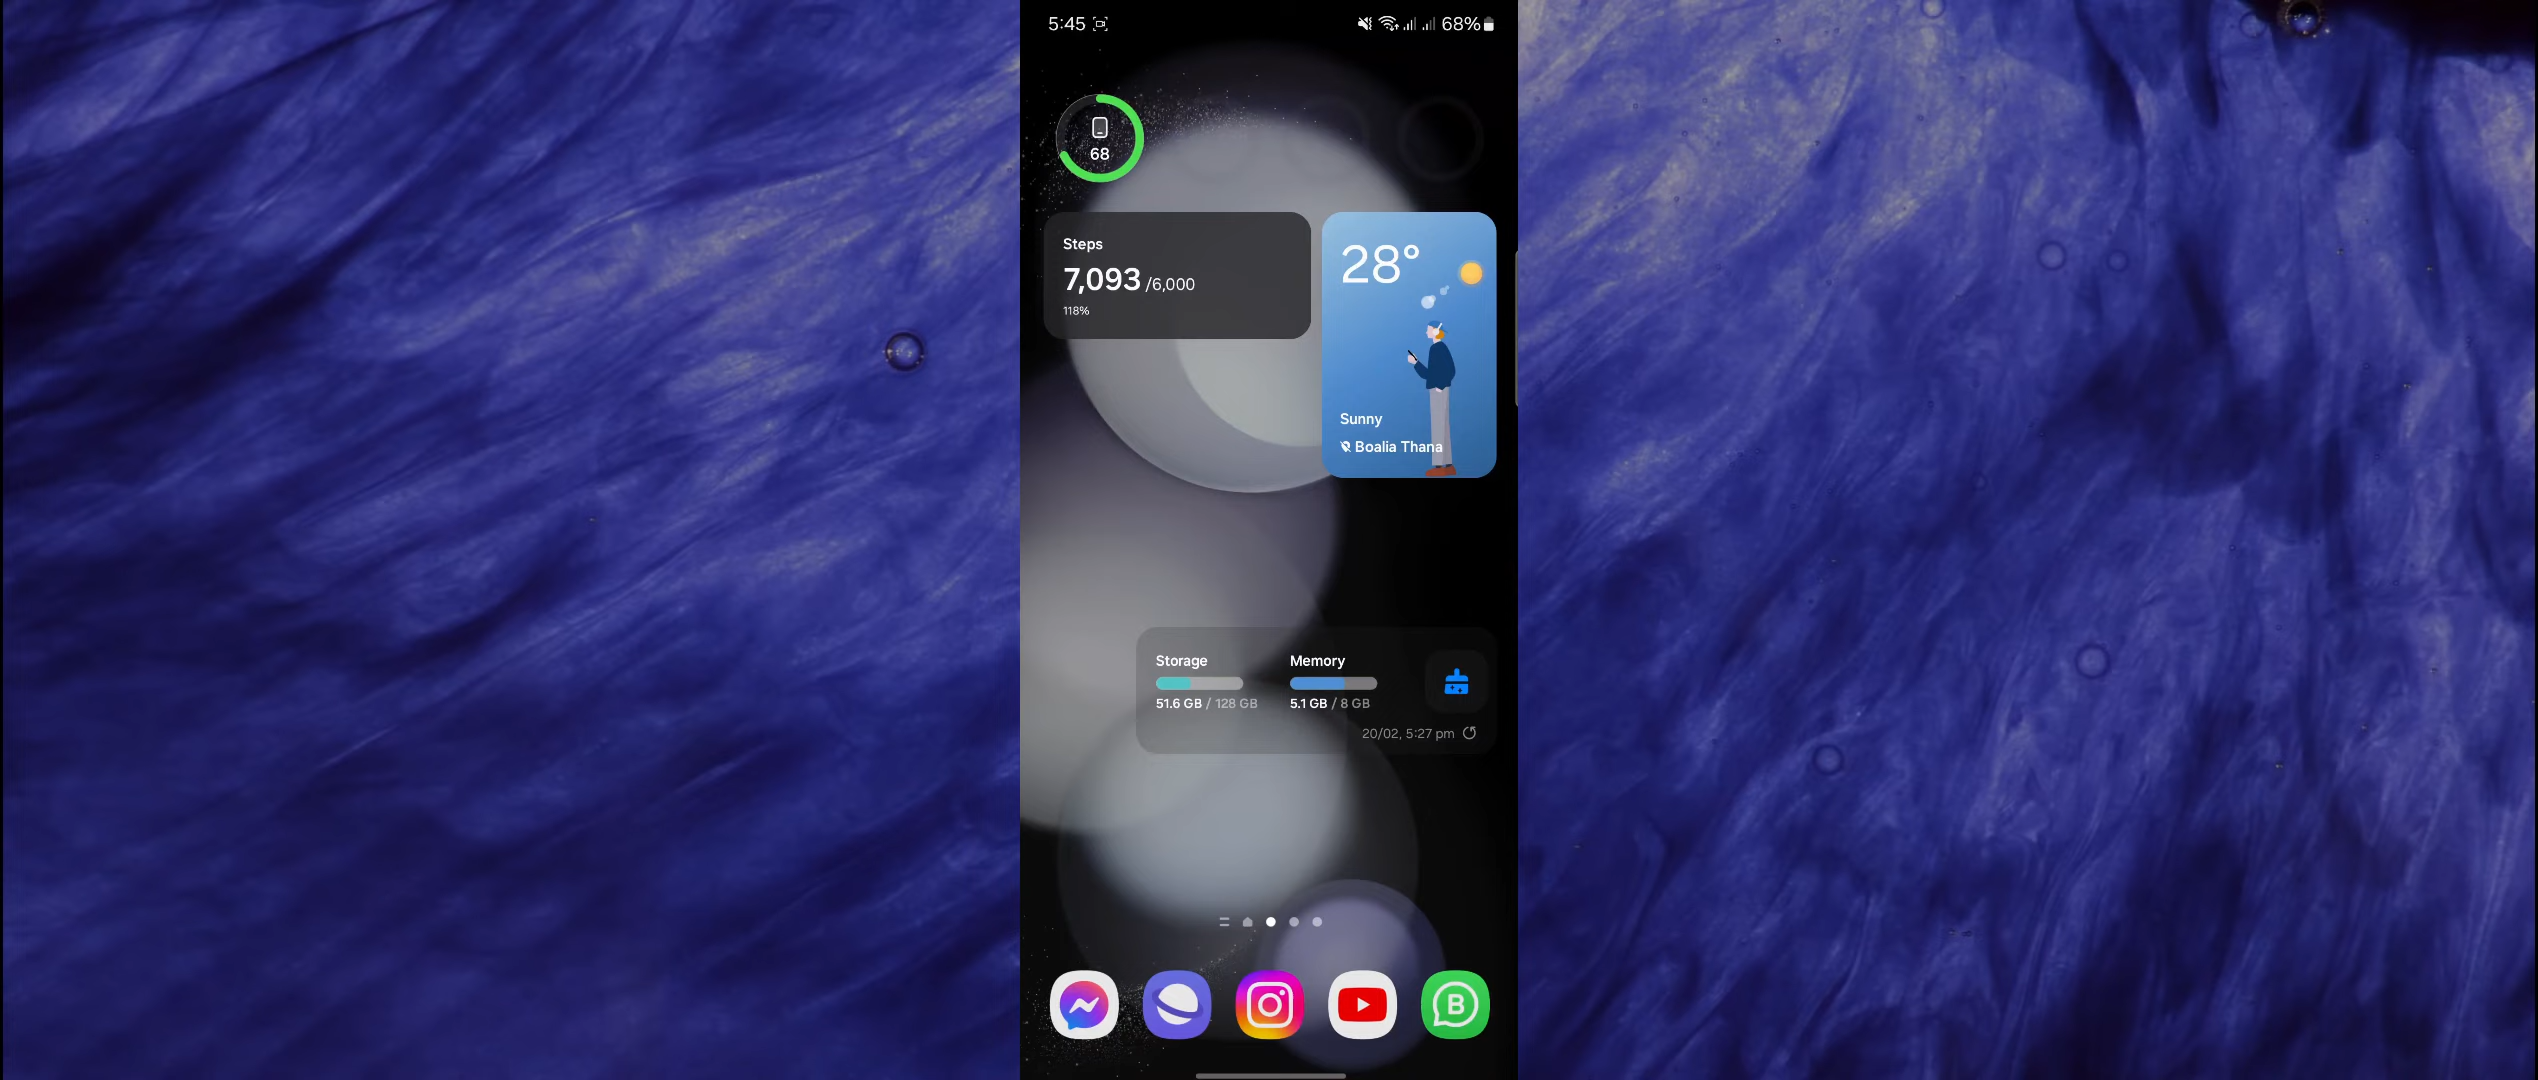 5:45
68%
68
Steps
7,093 /6,000
118%
28°
Sunny
Boalia Thana
Storage
51.6 GB / 128 GB
Memory
5.1 GB / 8 GB
20/02, 5:27 pm
B